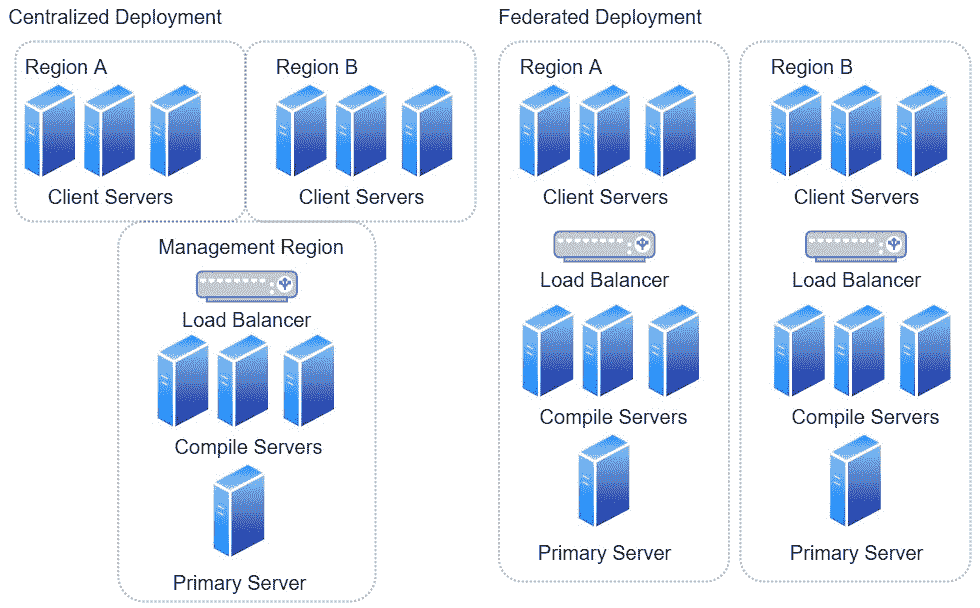 Centralized Deployment
Region A
Client Servers
Region B
Client Servers
Management Region
Load Balancer
Compile Servers
Primary Server
Federated Deployment
Region A
Client Servers
Load Balancer
Compile Servers
Primary Server
Region B
Client Servers
Load Balancer
Compile Servers
Primary Server